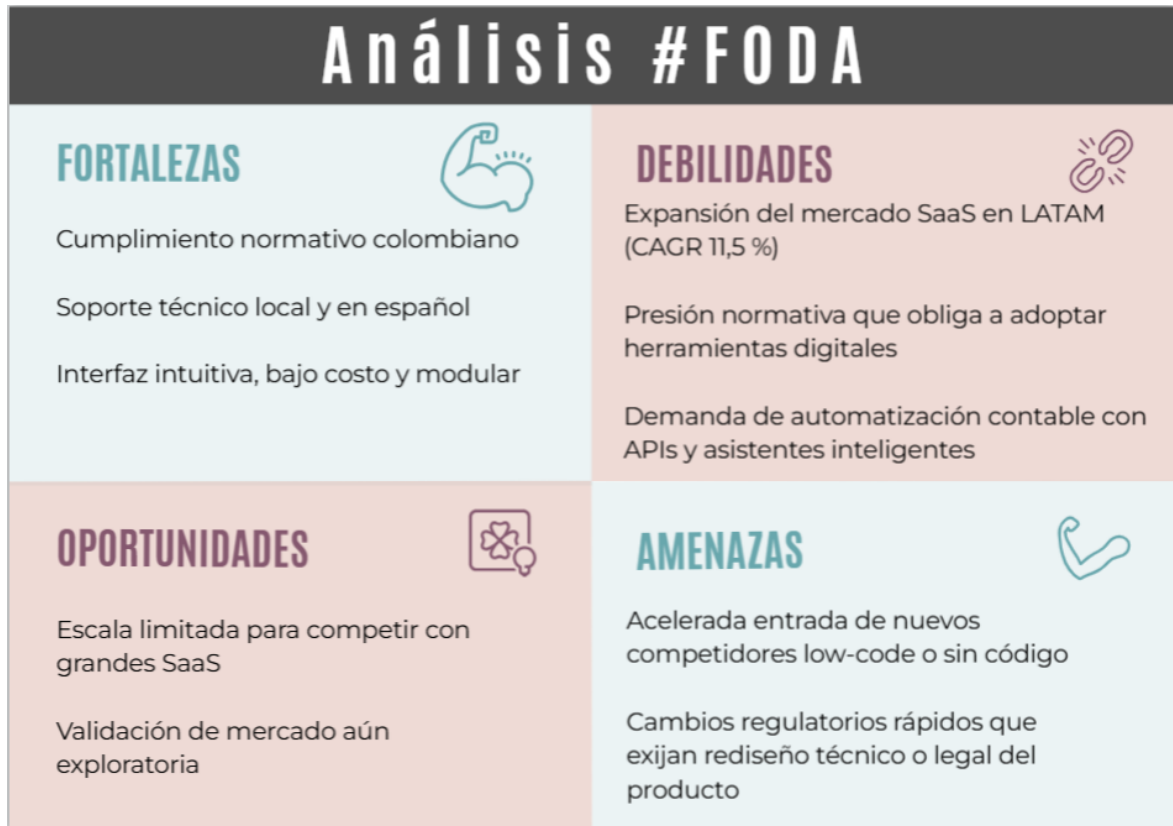 Análisis #FODA
FORTALEZAS
Cumplimiento normativo colombiano
Soporte técnico local y en español
Interfaz intuitiva, bajo costo y modular
DEBILIDADES
Expansión del mercado SaaS en LATAM
(CAGR 11,5 %)
Presión normativa que obliga a adoptar
herramientas digitales
Demanda de automatización contable con
APIs y asistentes inteligentes
OPORTUNIDADES
Escala limitada para competir con
grandes SaaS
Validación de mercado aún
exploratoria
AMENAZAS
Acelerada entrada de nuevos
competidores low-code o sin código
Cambios regulatorios rápidos que
exijan rediseño técnico o legal del
producto